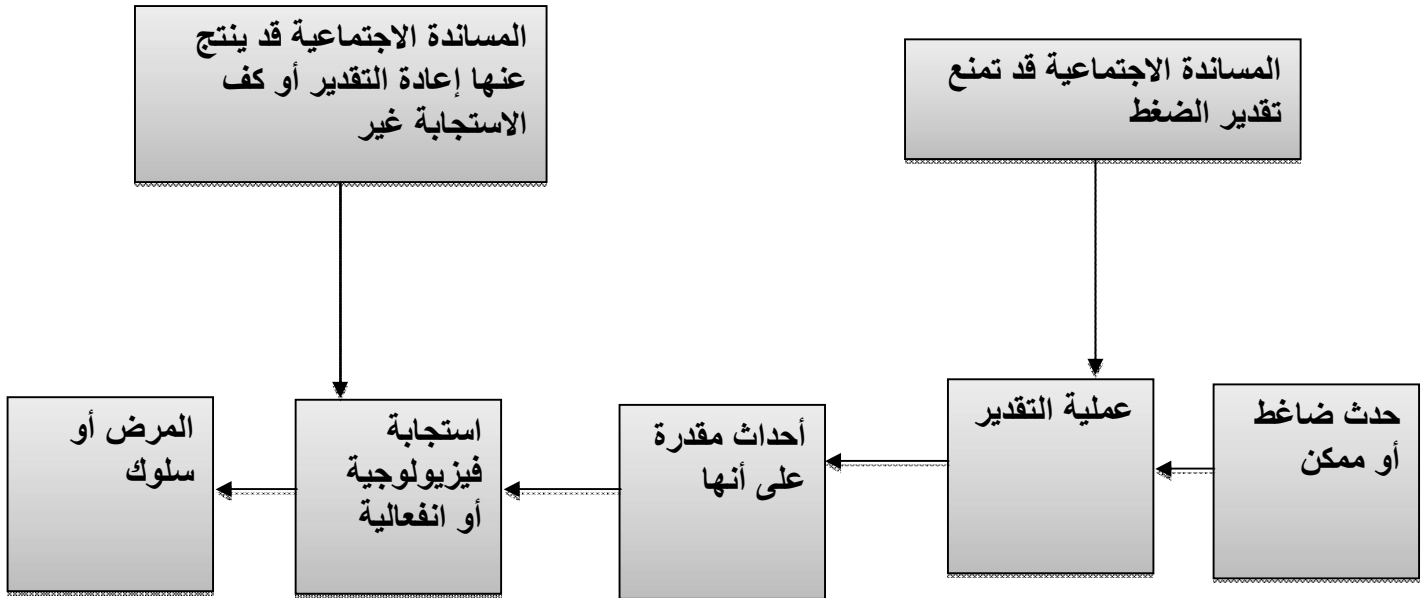 المساندة الاجتماعية قد تمنع
تقدير الضغط
المساندة الاجتماعية قد ينتج
عنها إعادة التقدير أو كف
الاستجابة غير
حدث ضاغط
أو ممكن
عملية التقدير
أحداث مقدرة
على أنها
استجابة
فيزيولوجية
أو انفعالية
المرض أو
سلوك